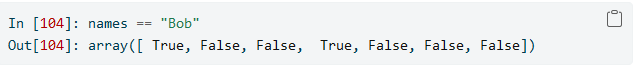 In [104]: names == "Bob"
Out[104]: array([ True, False, False,  True, False, False, False])